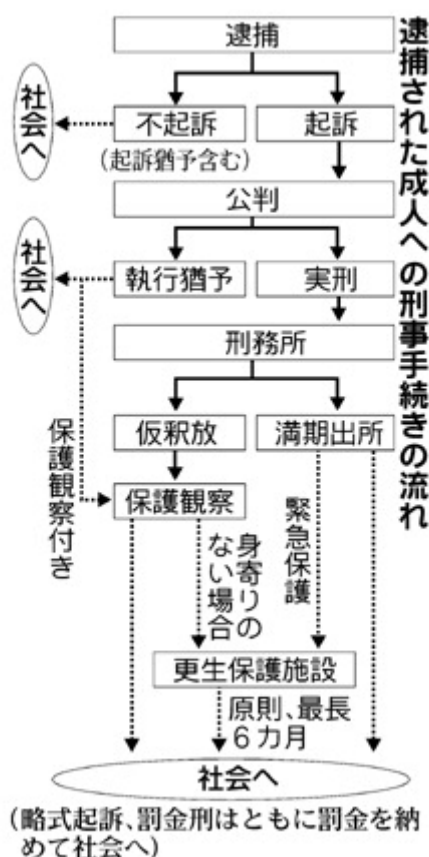 逮捕された成人への刑事手続きの流れ
逮捕
不起訴
起訴
社会へ
(起訴猶予含む)
公判
執行猶予
実刑
社会へ
刑務所
仮釈放
満期出所
保護観察付き
保護観察
緊急保護
身寄りの
ない場合
更生保護施設
原則、最長
6カ月
社会へ
(略式起訴、罰金刑はともに罰金を納
めて社会へ)